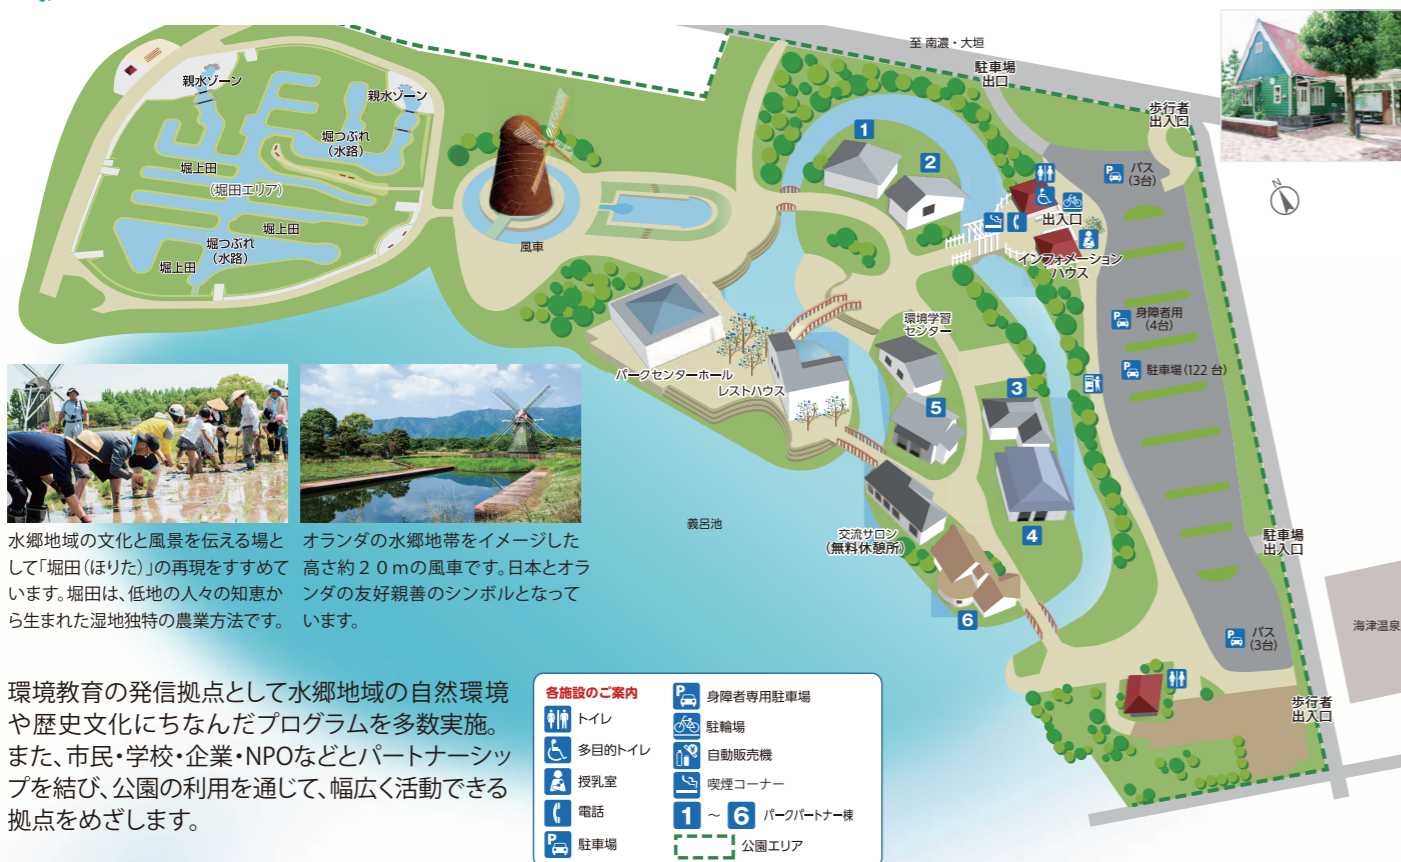 至 南濃・大垣
駐車場
出口
歩行者
出入口
親水ゾーン
親水ゾーン
堀つぶれ
(水路)
堀上田
(堀田エリア)
堀上田
堀つぶれ
(水路)
堀上田
風車
1
2
P
バス
(3台)
N
出入口
インフォメーション
ハウス
P
身障者用
(4台)
P
駐車場(122 台)
環境学習
センター
パークセンターホール
レストハウス
3
5
4
6
交流サロン
(無料休憩所)
義呂池
駐車場
出入口
海津温泉
P
バス
(3台)
歩行者
出入口
水郷地域の文化と風景を伝える場と
して「堀田(ほりた)」の再現をすすめて
います。堀田は、低地の人々の知恵か
ら生まれた湿地独特の農業方法です。
オランダの水郷地帯をイメージした
高さ約20mの風車です。日本とオラ
ンダの友好親善のシンボルとなって
います。
環境教育の発信拠点として水郷地域の自然環境
や歴史文化にちなんだプログラムを多数実施。
また、市民・学校・企業・NPOなどとパートナーシッ
プを結び、公園の利用を通じて、幅広く活動できる
拠点をめざします。
各施設のご案内
トイレ
多目的トイレ
授乳室
電話
P 駐車場
P 身障者専用駐車場
駐輪場
自動販売機
喫煙コーナー
1 ～ 6 パークパートナー棟
公園エリア